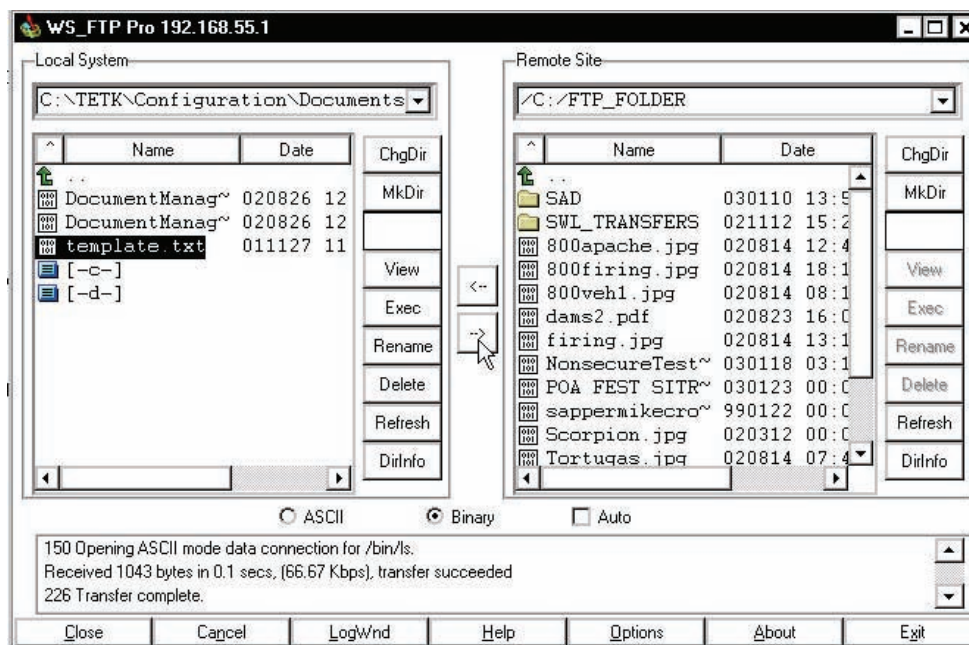 WS_FTP Pro 192.168.55.1
Local System
C:\TETK\Configuration\Documents
^ Name Date
..
DocumentManag~ 020826 12
DocumentManag~ 020826 12
template.txt 011127 11
[-c-]
[-d-]
ChgDir
MkDir
View
Exec
Rename
Delete
Refresh
DirInfo
<--
-->
Remote Site
/C:/FTP_FOLDER
^ Name Date
..
SAD 030110 13:5
SWL_TRANSFERS 021112 15:2
800apache.jpg 020814 12:4
800firing.jpg 020814 18:1
800veh1.jpg 020814 08:1
dams2.pdf 020823 16:0
firing.jpg 020814 13:1
NonsecureTest~ 030118 03:1
POA FEST SITR~ 030123 00:0
sappermikecro~ 990122 00:0
Scorpion.jpg 020312 00:0
Tortugas.jpg 020814 07:4
ChgDir
MkDir
View
Exec
Rename
Delete
Refresh
DirInfo
ASCII Binary Auto
150 Opening ASCII mode data connection for /bin/ls.
Received 1043 bytes in 0.1 secs, (66.67 Kbps), transfer succeeded
226 Transfer complete.
Close Cancel LogWnd Help Options About Exit